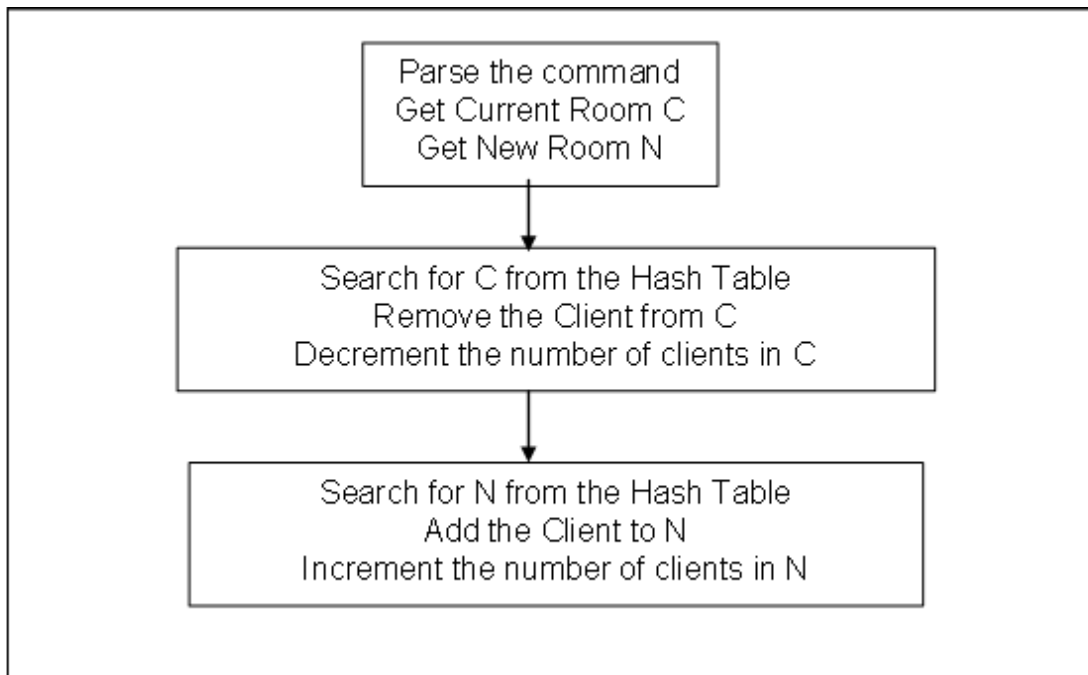 Parse the command
Get Current Room C
Get New Room N
Search for C from the Hash Table
Remove the Client from C
Decrement the number of clients in C
Search for N from the Hash Table
Add the Client to N
Increment the number of clients in N